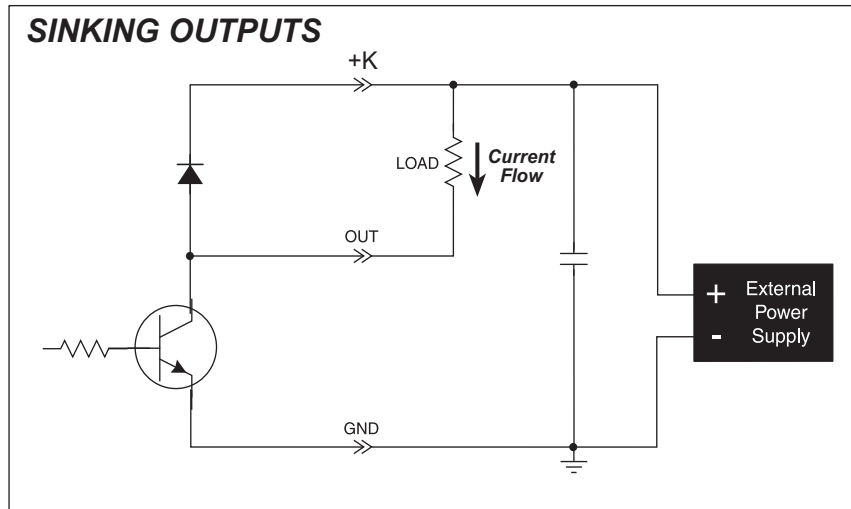 SINKING OUTPUTS
+K
LOAD
Current
Flow
OUT
+ External
Power
- Supply
GND